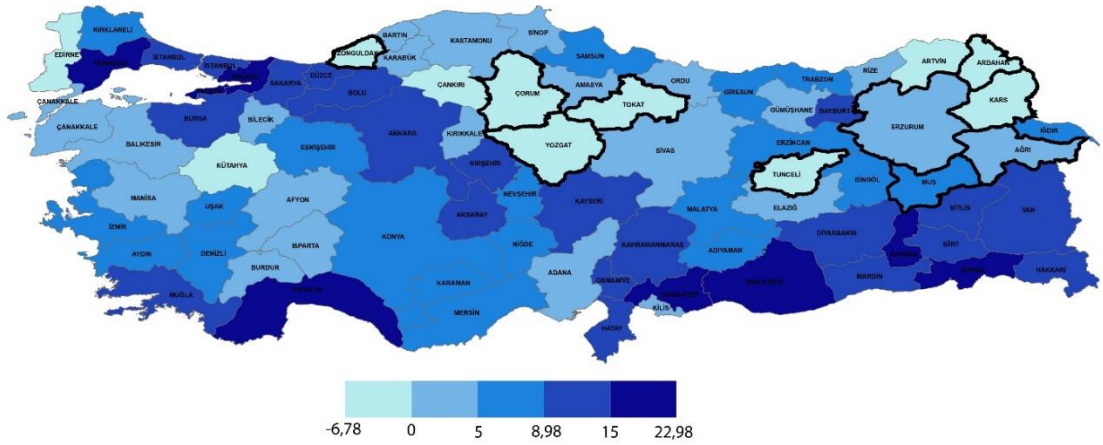 KIRKLARELİ
EDİRNE
TEKİRDAĞ
İSTANBUL
İSTANBUL
ÇANAKKALE
ÇANAKKALE
BALIKESİR
BURSA
BİLECİK
SAKARYA
DÜZCE
BOLU
ZONGULDAK
BARTIN
KARABÜK
KASTAMONU
SİNOP
ÇANKIRI
ÇORUM
SAMSUN
AMASYA
TOKAT
ORDU
GİRESUN
TRABZON
GÜMÜŞHANE
BAYBURT
RİZE
ARTVİN
ARDAHAN
KARS
ERZURUM
IĞDIR
AĞRI
KÜTAHYA
ESKİŞEHİR
ANKARA
KIRIKKALE
KIRŞEHİR
YOZGAT
SİVAS
ERZİNCAN
TUNCELİ
BİNGÖL
MUŞ
BİTLİS
VAN
MANİSA
UŞAK
AFYON
İZMİR
AYDIN
DENİZLİ
ISPARTA
BURDUR
MUĞLA
ANTALYA
KONYA
AKSARAY
NEVŞEHİR
NİĞDE
KAYSERİ
KARAMAN
MERSİN
ADANA
KAHRAMANMARAŞ
OSMANİYE
HATAY
KİLİS
MALATYA
ELAZIĞ
ADIYAMAN
DİYARBAKIR
MARDİN
SİİRT
HAKKARİ
-6,78 0 5 8,98 15 22,98